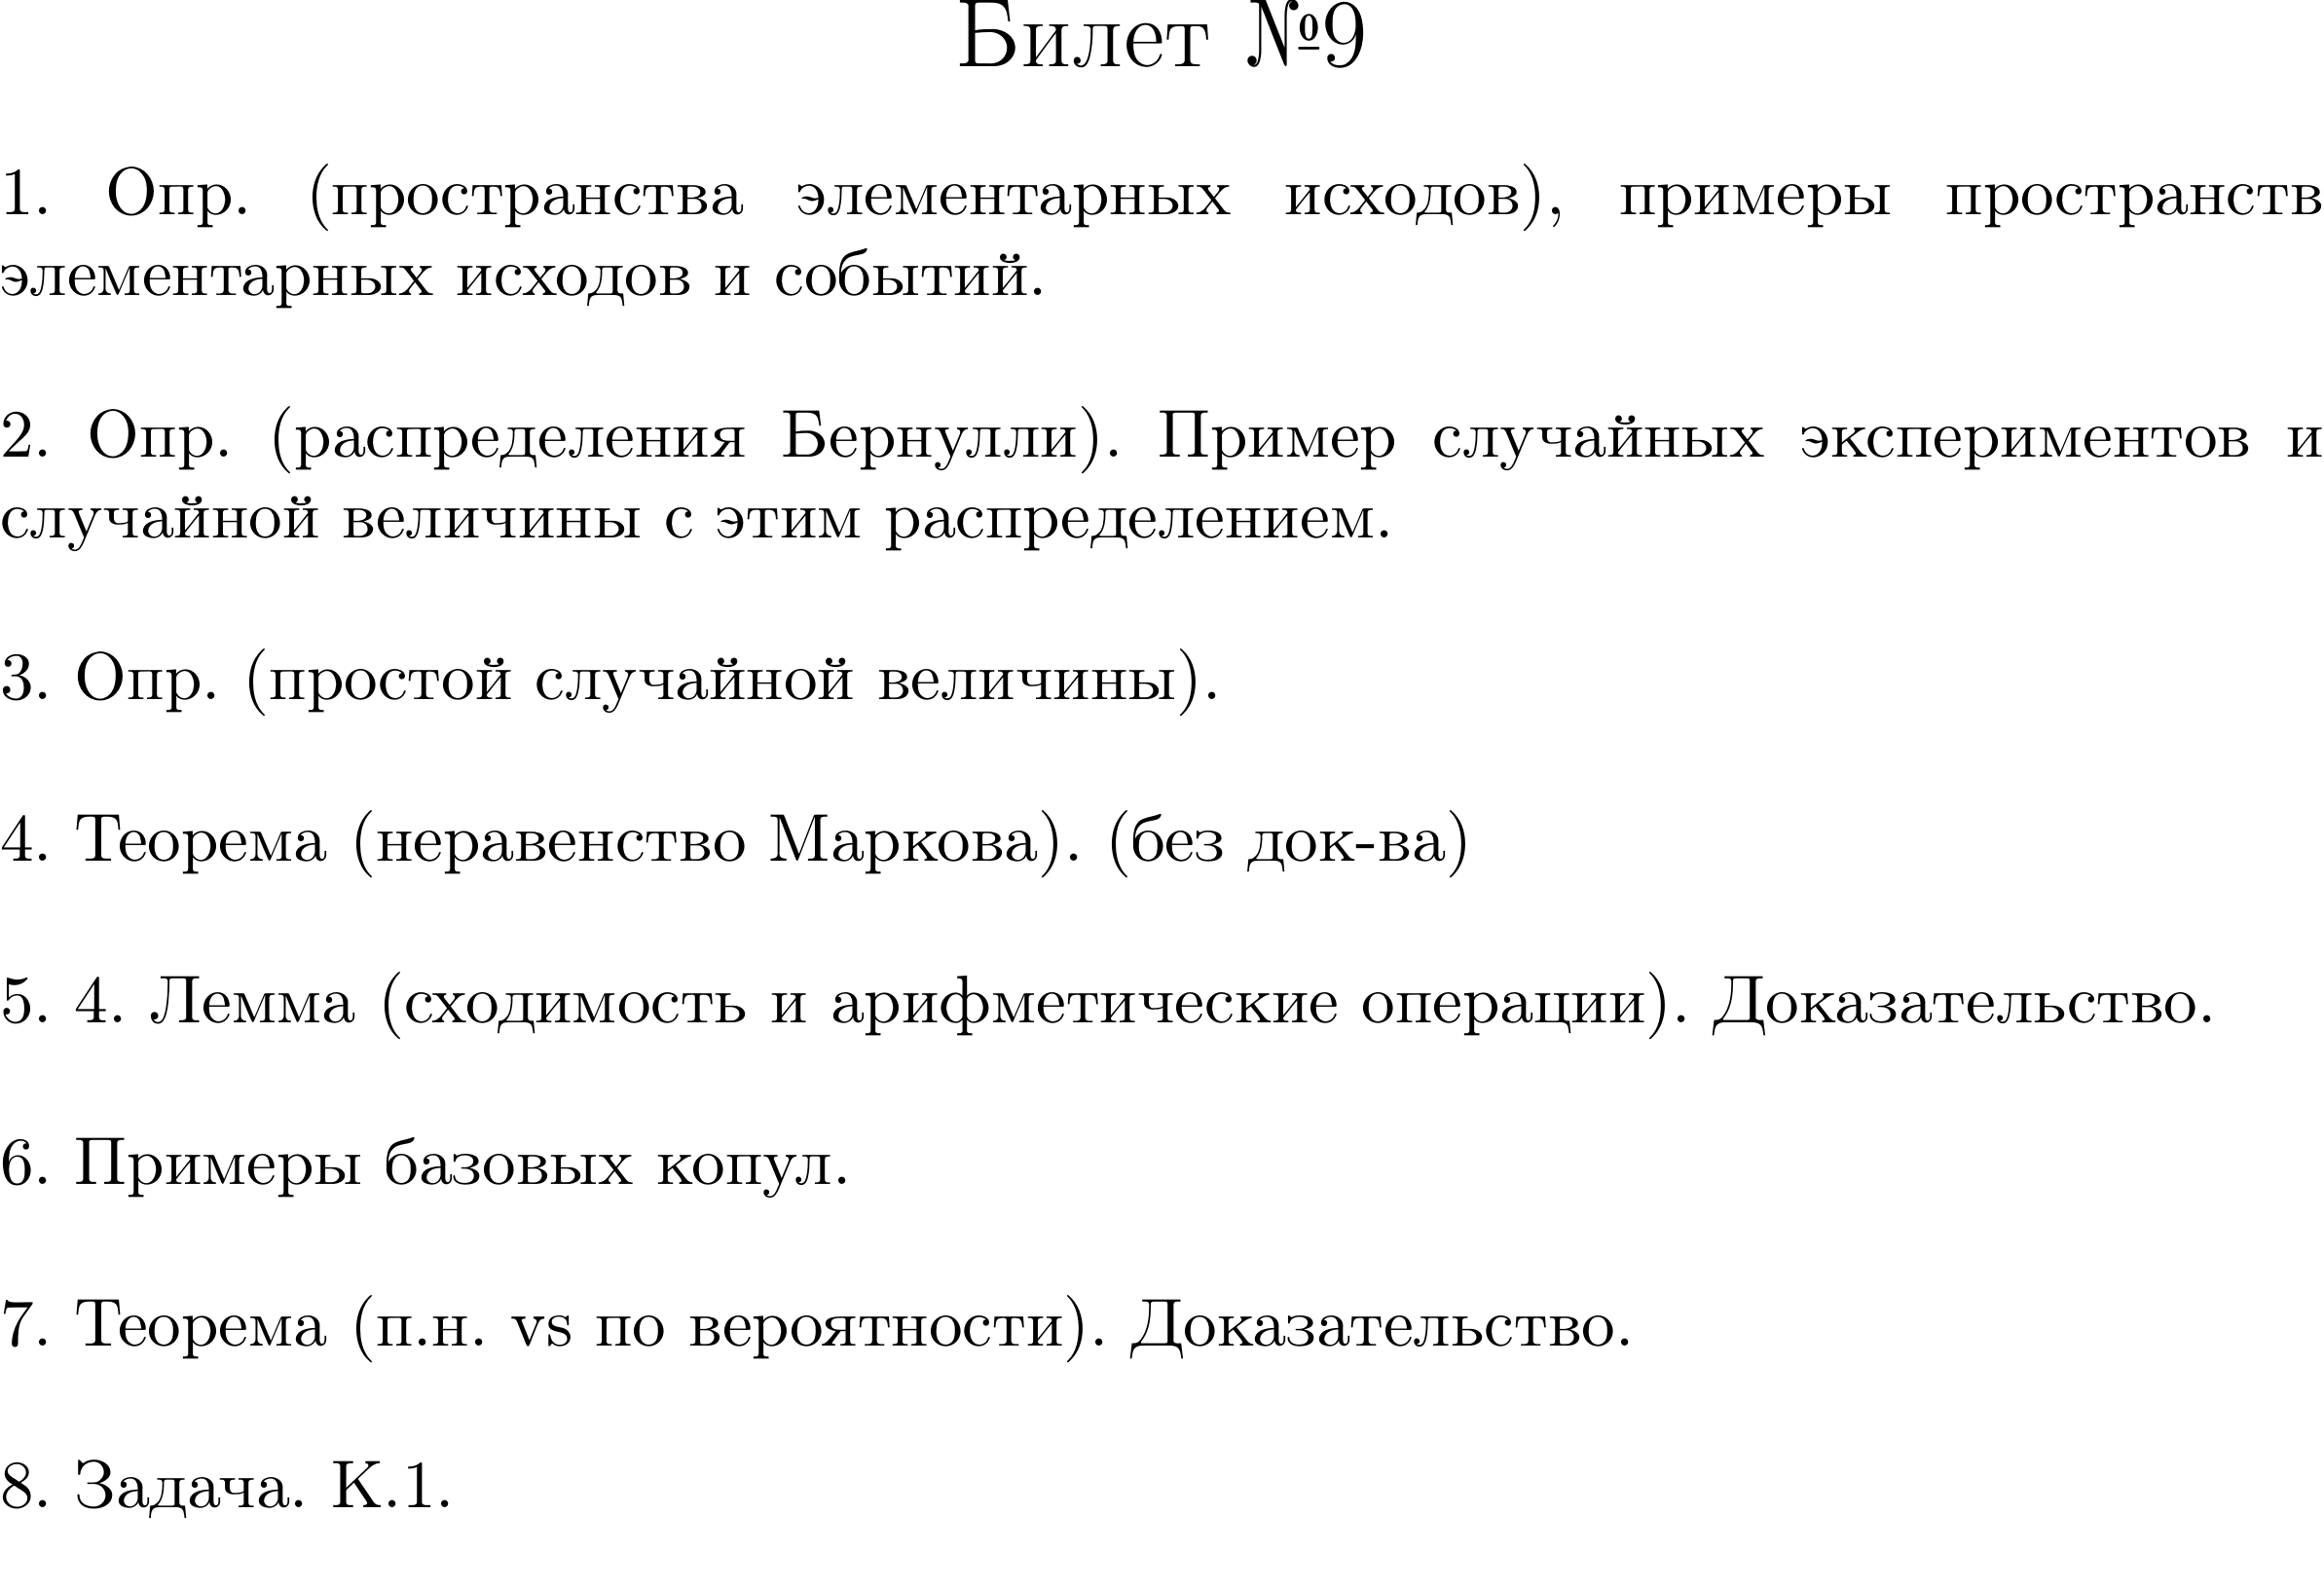 Билет №9
1. Опр. (пространства элементарных исходов), примеры пространств
элементарных исходов и событий.
2. Опр. (распределения Бернулли). Пример случайных экспериментов и
случайной величины с этим распределением.
3. Опр. (простой случайной величины).
4. Теорема (неравенство Маркова). (без док-ва)
5. 4. Лемма (сходимость и арифметические операции). Доказательство.
6. Примеры базовых копул.
7. Теорема (п.н. vs по вероятности). Доказательство.
8. Задача. К.1.